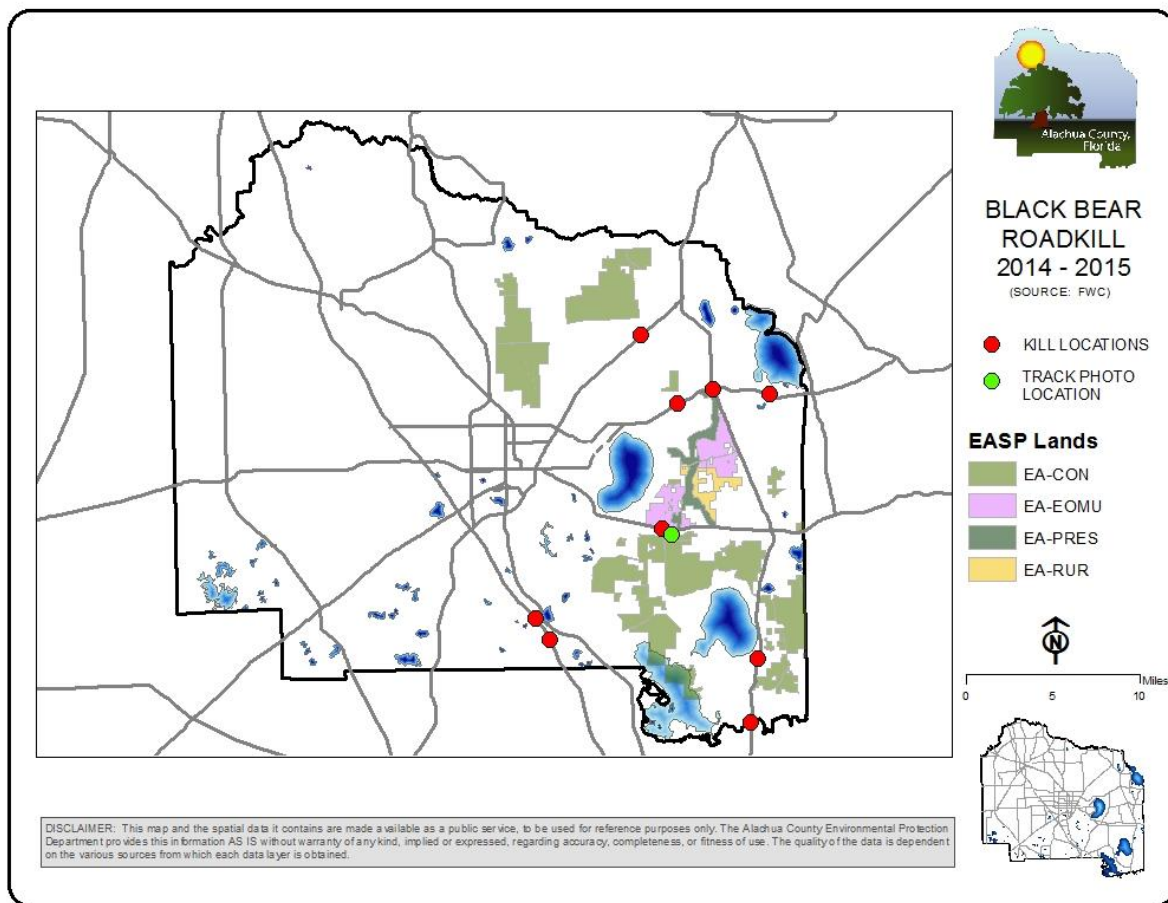 Alachua County,
Florida
BLACK BEAR
ROADKILL
2014 - 2015
(SOURCE: FWC)
KILL LOCATIONS
TRACK PHOTO
LOCATION
EASP Lands
EA-CON
EA-EOMU
EA-PRES
EA-RUR
N
Miles
0 5 10
DISCLAIMER: This map and the spatial data it contains are made available as a public service, to be used for reference purposes only. The Alachua County Environmental Protection
Department provides this information AS IS without warranty of any kind, implied or expressed, regarding accuracy, completeness, or fitness of use. The quality of the data is dependent
on the various sources from which each data layer is obtained.